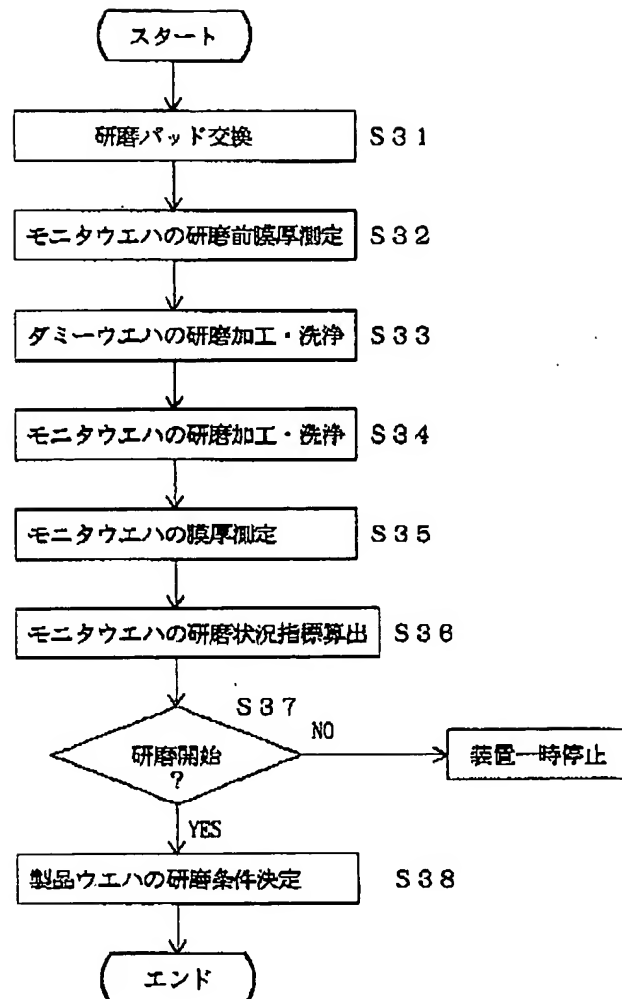 スタート
研磨パッド交換 S31
モニタウエハの研磨前膜厚測定 S32
ダミーウエハの研磨加工・洗浄 S33
モニタウエハの研磨加工・洗浄 S34
モニタウエハの膜厚測定 S35
モニタウエハの研磨状況指標算出 S36
S37
研磨開始
?
NO
装置一時停止
YES
製品ウエハの研磨条件決定 S38
エンド